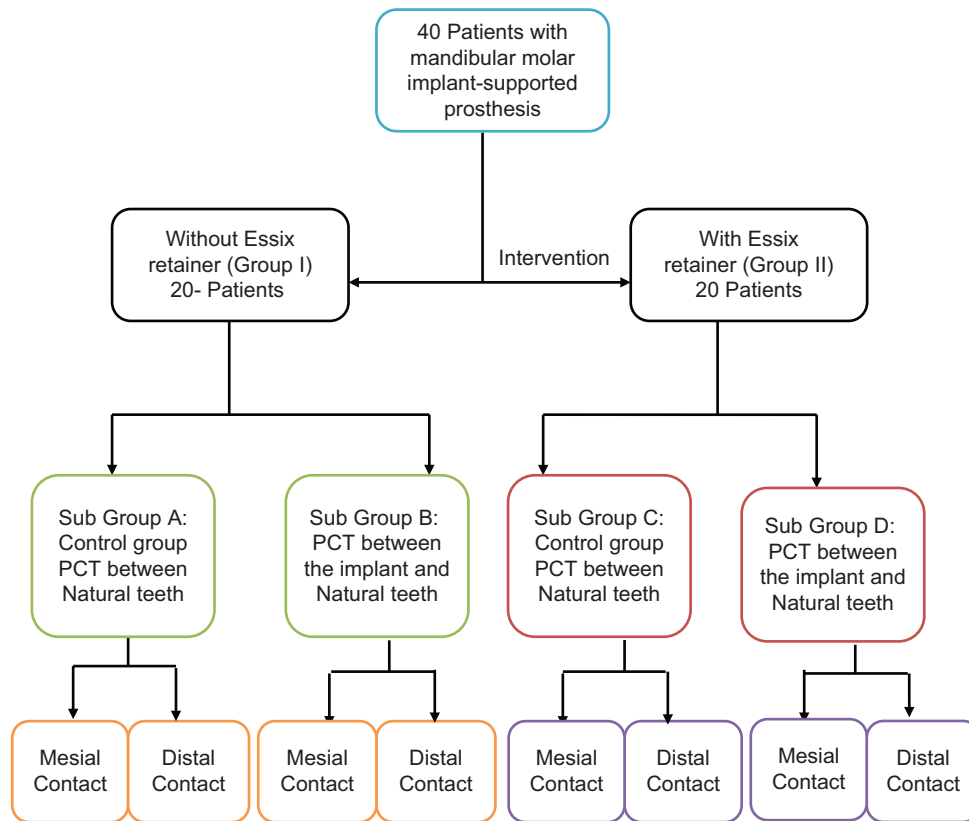 40 Patients with
mandibular molar
implant-supported
prosthesis
Without Essix
retainer (Group I)
20- Patients
Intervention
With Essix
retainer (Group II)
20 Patients
Sub Group A:
Control group
PCT between
Natural teeth
Sub Group B:
PCT between
the implant and
Natural teeth
Sub Group C:
Control group
PCT between
Natural teeth
Sub Group D:
PCT between
the implant and
Natural teeth
Mesial
Contact
Distal
Contact
Mesial
Contact
Distal
Contact
Mesial
Contact
Distal
Contact
Mesial
Contact
Distal
Contact